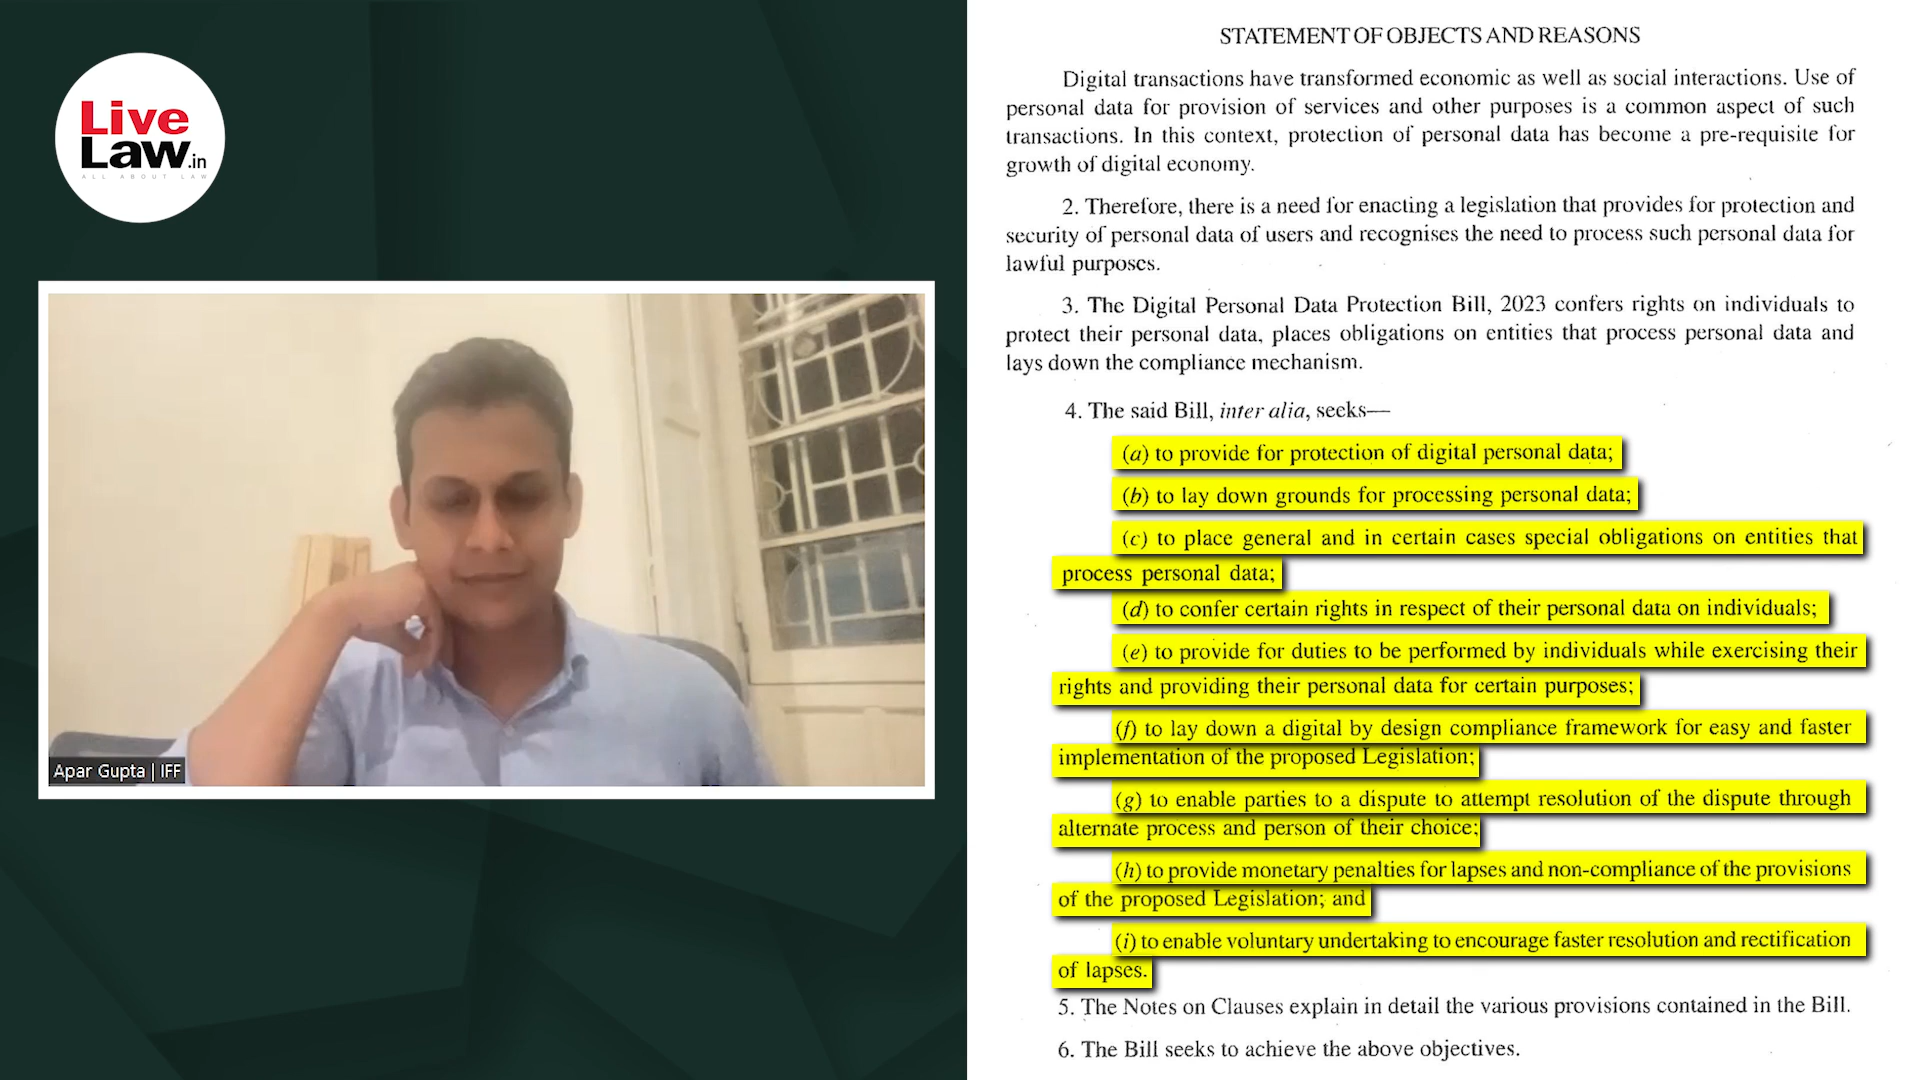 Live
Law.in
ALL ABOUT LAW
Apar Gupta | IFF
STATEMENT OF OBJECTS AND REASONS
Digital transactions have transformed economic as well as social interactions. Use of
personal data for provision of services and other purposes is a common aspect of such
transactions. In this context, protection of personal data has become a pre-requisite for
growth of digital economy.
2. Therefore, there is a need for enacting a legislation that provides for protection and
security of personal data of users and recognises the need to process such personal data for
lawful purposes.
3. The Digital Personal Data Protection Bill, 2023 confers rights on individuals to
protect their personal data, places obligations on entities that process personal data and
lays down the compliance mechanism.
4. The said Bill, inter alia, seeks—
(a) to provide for protection of digital personal data;
(b) to lay down grounds for processing personal data;
(c) to place general and in certain cases special obligations on entities that
process personal data;
(d) to confer certain rights in respect of their personal data on individuals;
(e) to provide for duties to be performed by individuals while exercising their
rights and providing their personal data for certain purposes;
(f) to lay down a digital by design compliance framework for easy and faster
implementation of the proposed Legislation;
(g) to enable parties to a dispute to attempt resolution of the dispute through
alternate process and person of their choice;
(h) to provide monetary penalties for lapses and non-compliance of the provisions
of the proposed Legislation; and
(i) to enable voluntary undertaking to encourage faster resolution and rectification
of lapses.
5. The Notes on Clauses explain in detail the various provisions contained in the Bill.
6. The Bill seeks to achieve the above objectives.